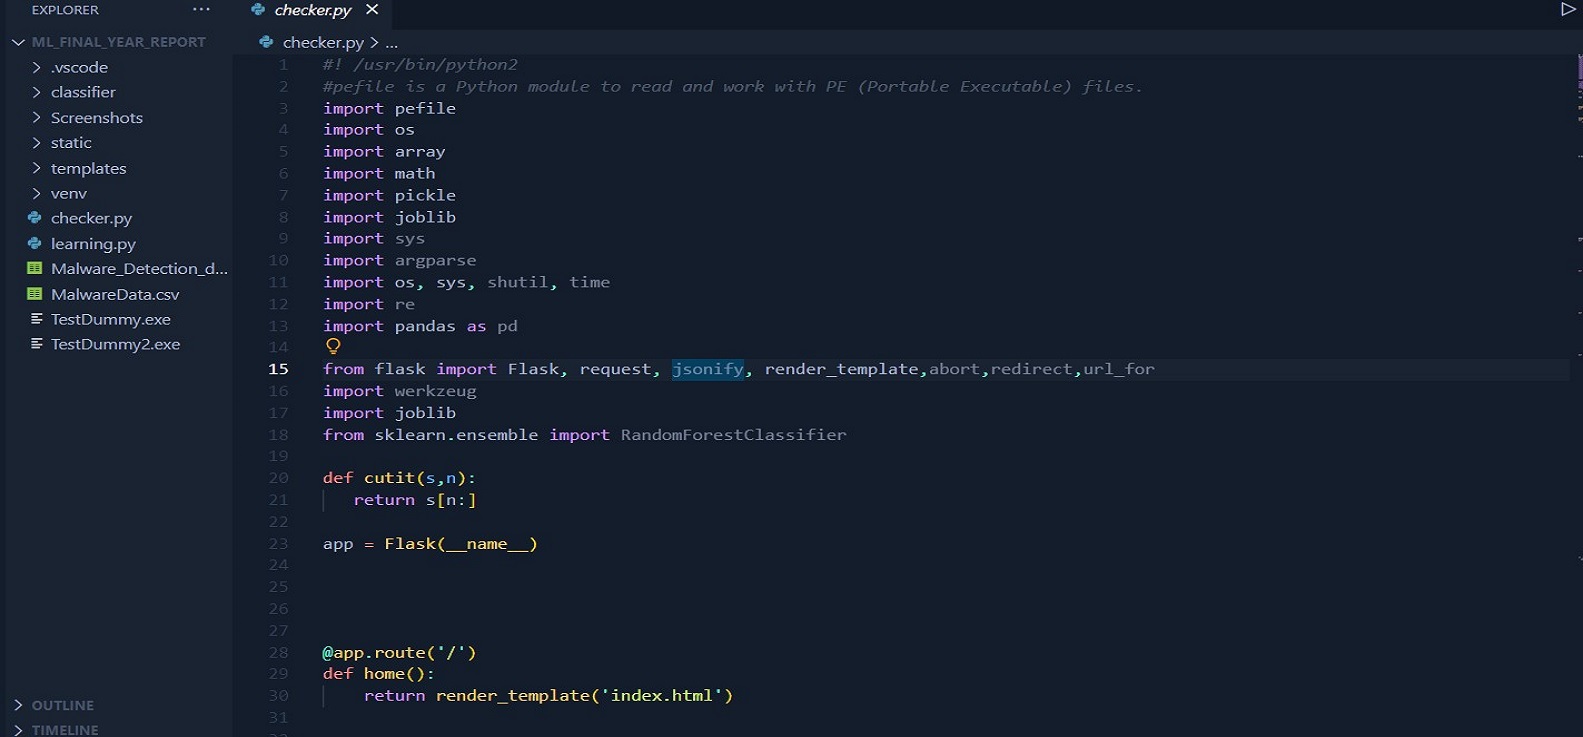 EXPLORER
...
checker.py
ML_FINAL_YEAR_REPORT
.vscode
classifier
Screenshots
static
templates
venv
checker.py
learning.py
Malware_Detection_d...
MalwareData.csv
TestDummy.exe
TestDummy2.exe
OUTLINE
TIMELINE
checker.py > ...
1 #! /usr/bin/python2
2 #pefile is a Python module to read and work with PE (Portable Executable) files.
3 import pefile
4 import os
5 import array
6 import math
7 import pickle
8 import joblib
9 import sys
10 import argparse
11 import os, sys, shutil, time
12 import re
13 import pandas as pd
14
15 from flask import Flask, request, jsonify, render_template,abort,redirect,url_for
16 import werkzeug
17 import joblib
18 from sklearn.ensemble import RandomForestClassifier
19
20 def cutit(s,n):
21 return s[n:]
22
23 app = Flask(__name__)
24
25
26
27
28 @app.route('/')
29 def home():
30 return render_template('index.html')
31